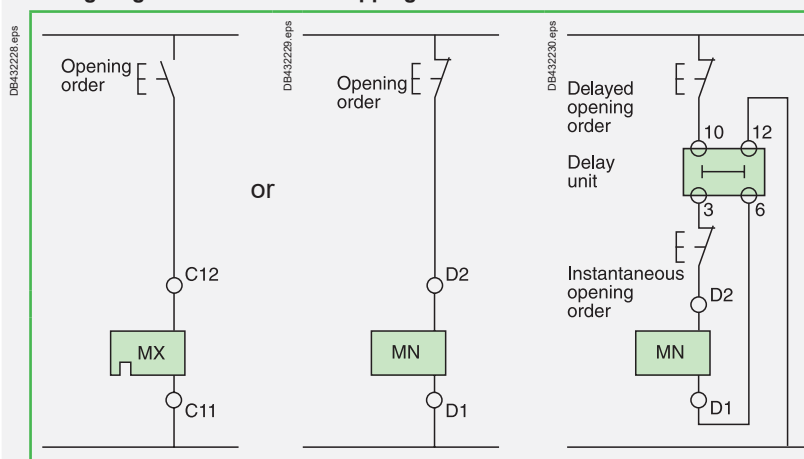 DB432228.eps
Opening
order
C12
MX
C11
or
DB432229.eps
Opening
order
D2
MN
D1
DB432230.eps
Delayed
opening
order
10
12
Delay
unit
3
6
Instantaneous
opening
order
D2
MN
D1